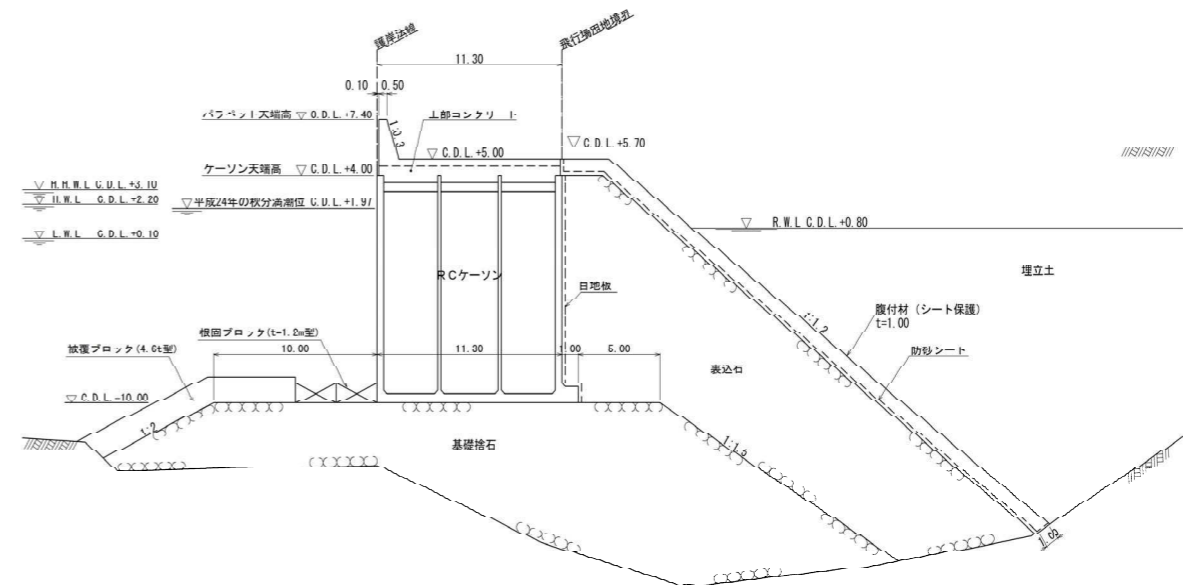 護岸法線
飛行場用地境界
11.30
0.10 0.50
パラペット天端高 ▽ C.D.L.+7.40
上部コンクリート
1:0.3
▽ C.D.L.+5.00
▽ C.D.L.+5.70
ケーソン天端高 ▽ C.D.L.+4.00
▽ H.H.W.L C.D.L.+3.10
▽ H.W.L C.D.L.+2.20
▽平成24年の秋分満潮位 C.D.L.+1.97
▽ L.W.L C.D.L.+0.10
▽ R.W.L C.D.L.+0.80
RCケーソン
埋立土
目地板
腹付材(シート保護)
t=1.00
1:1.2
防砂シート
根固ブロック(t=1.2m型)
被覆ブロック(4.0t型)
10.00
11.30
1.00
5.00
裏込石
▽ C.D.L.-10.00
1:2
基礎捨石
1:1.3